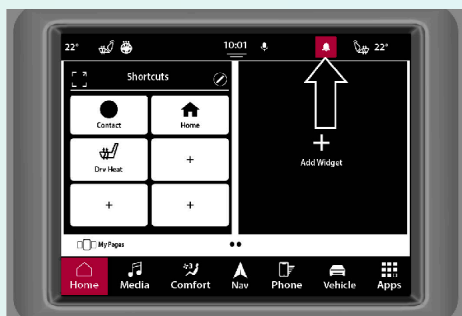 22° 10:01 22°
Shortcuts
Contact Home
Drv Heat +
+ +
+
Add Widget
My Pages
Home Media Comfort Nav Phone Vehicle Apps